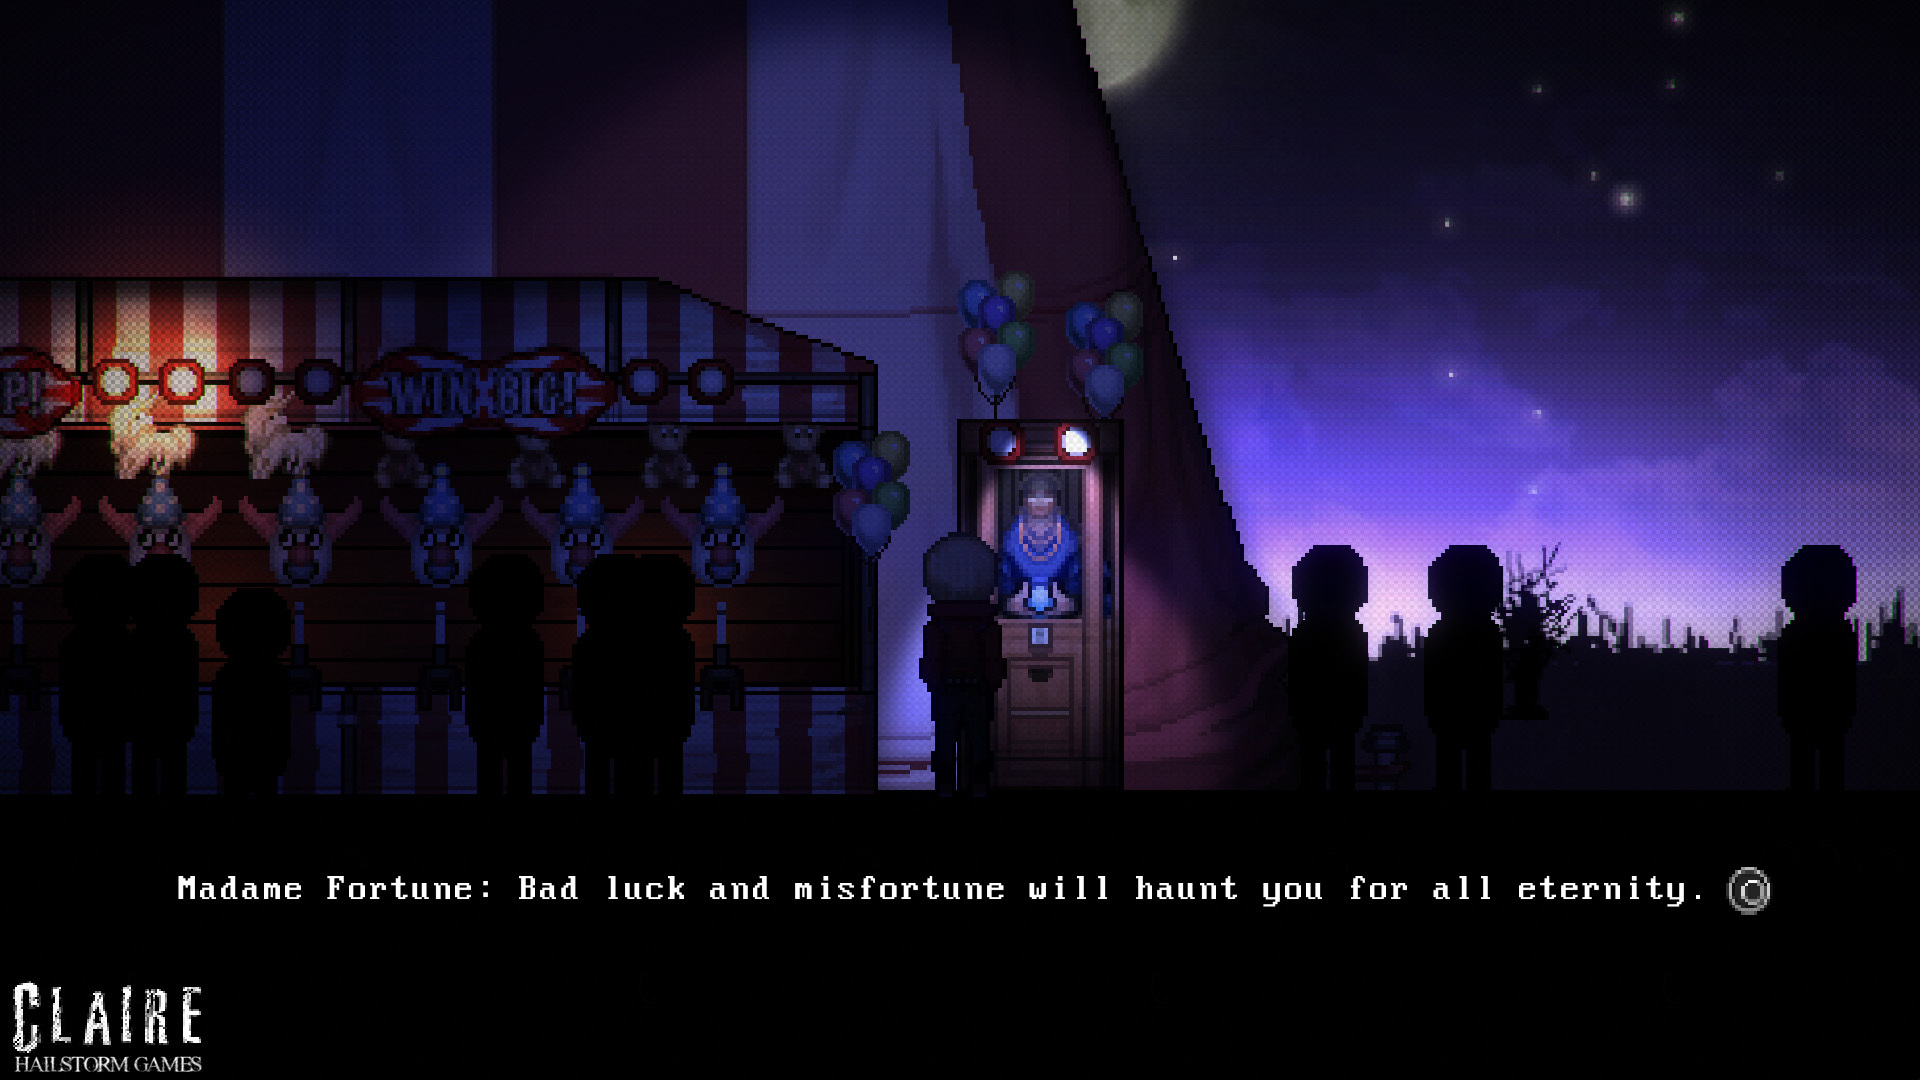 P!
WIN BIG!
Madame Fortune: Bad luck and misfortune will haunt you for all eternity.
CLAIRE
HAILSTORM GAMES